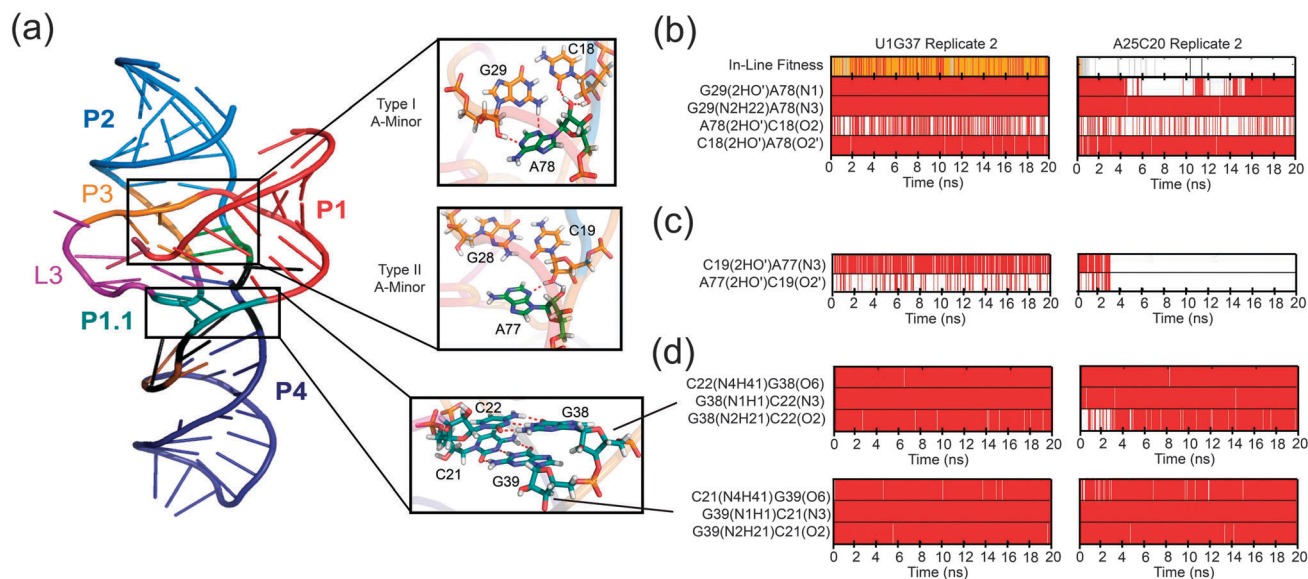 (a)
P2
P3
P1
L3
P1.1
P4
Type I
A-Minor
C18
G29
A78
Type II
A-Minor
C19
G28
A77
C22
G38
C21
G39
(b)
U1G37 Replicate 2
A25C20 Replicate 2
In-Line Fitness
G29(2HO')A78(N1)
G29(N2H22)A78(N3)
A78(2HO')C18(O2)
C18(2HO')A78(O2')
0 2 4 6 8 10 12 14 16 18 20
Time (ns)
0 2 4 6 8 10 12 14 16 18 20
Time (ns)
(c)
C19(2HO')A77(N3)
A77(2HO')C19(O2')
0 2 4 6 8 10 12 14 16 18 20
Time (ns)
0 2 4 6 8 10 12 14 16 18 20
Time (ns)
(d)
C22(N4H41)G38(O6)
G38(N1H1)C22(N3)
G38(N2H21)C22(O2)
0 2 4 6 8 10 12 14 16 18 20
Time (ns)
0 2 4 6 8 10 12 14 16 18 20
Time (ns)
C21(N4H41)G39(O6)
G39(N1H1)C21(N3)
G39(N2H21)C21(O2)
0 2 4 6 8 10 12 14 16 18 20
Time (ns)
0 2 4 6 8 10 12 14 16 18 20
Time (ns)